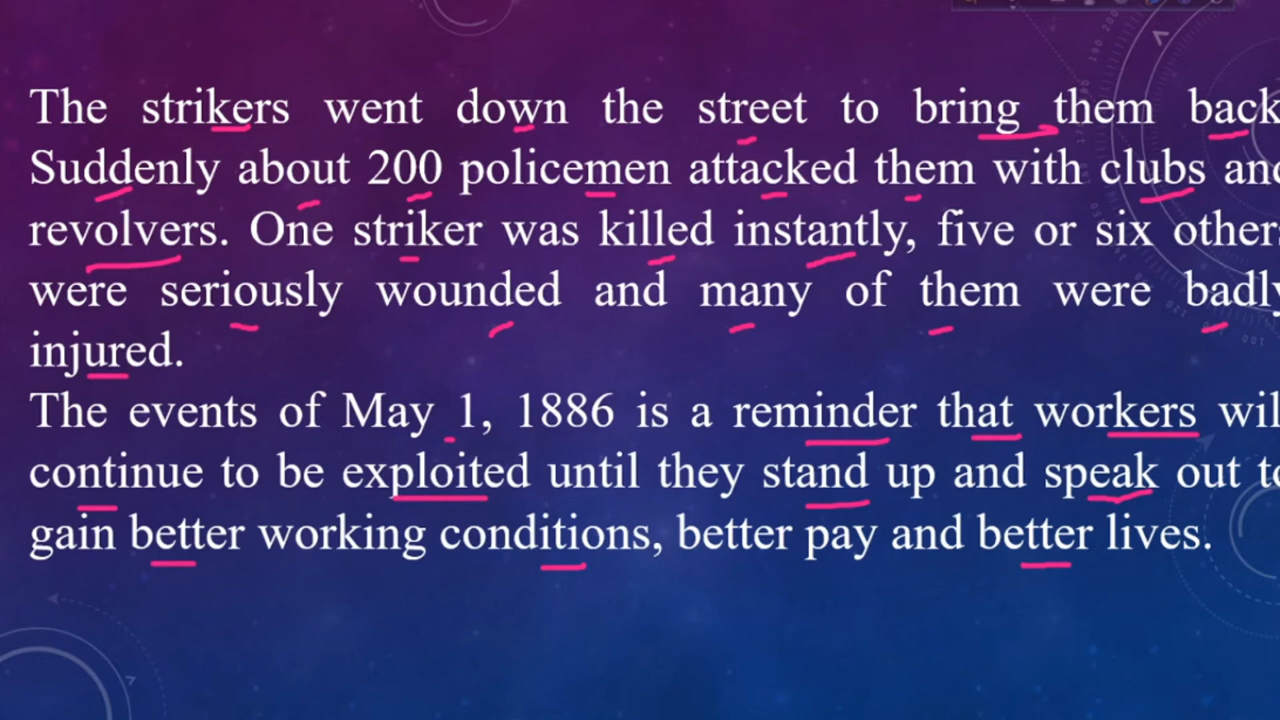 The strikers went down the street to bring them back
Suddenly about 200 policemen attacked them with clubs an
revolvers. One striker was killed instantly, five or six other
were seriously wounded and many of them were badly
injured.
The events of May 1, 1886 is a reminder that workers wil
continue to be exploited until they stand up and speak out to
gain better working conditions, better pay and better lives.